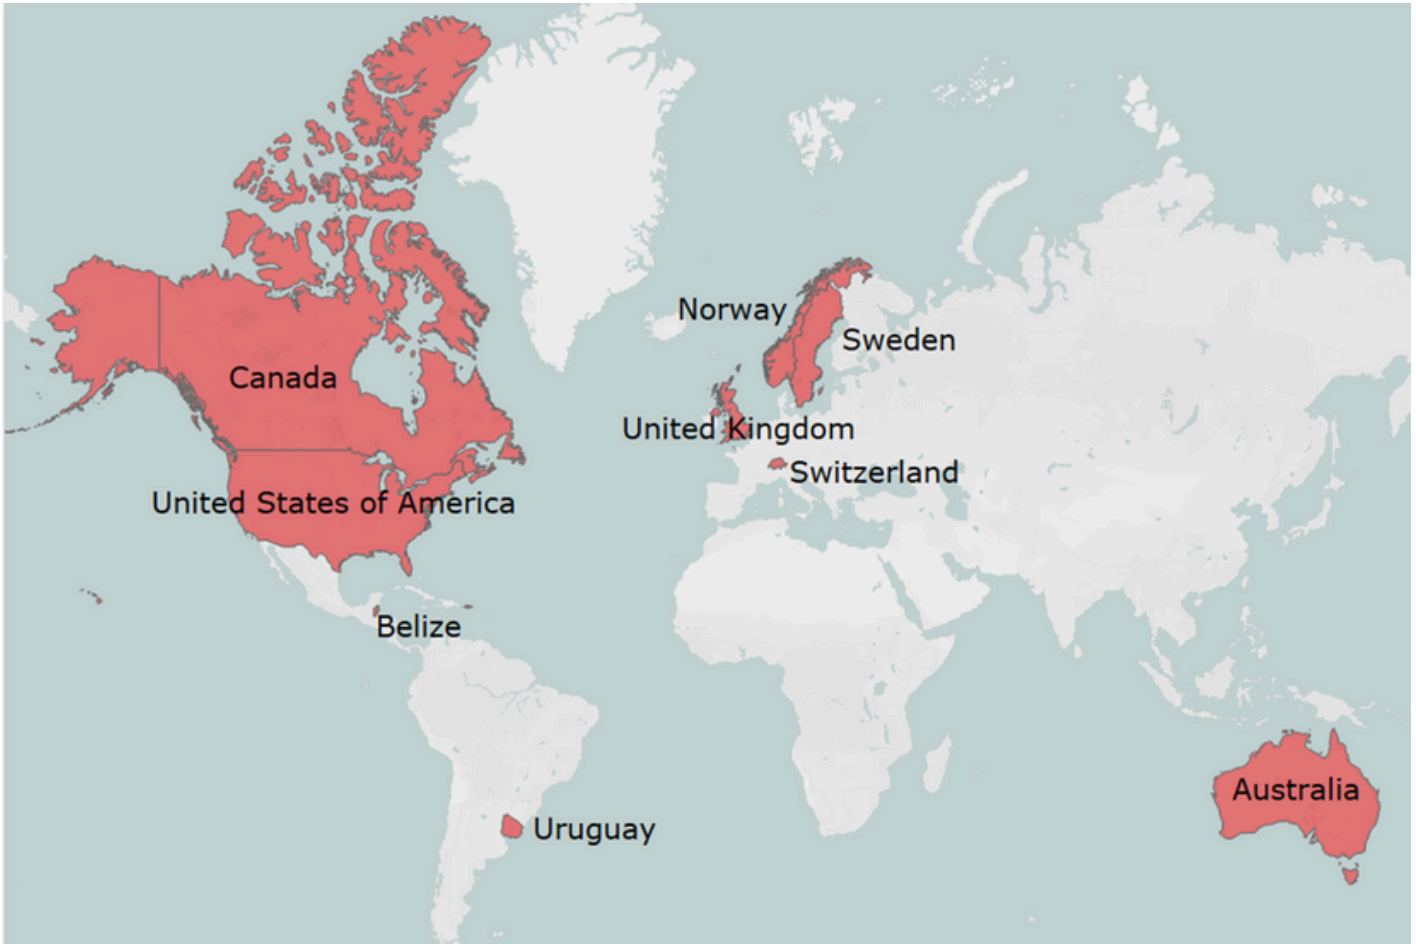 Norway
Sweden
Canada
United Kingdom
Switzerland
United States of America
Belize
Australia
Uruguay